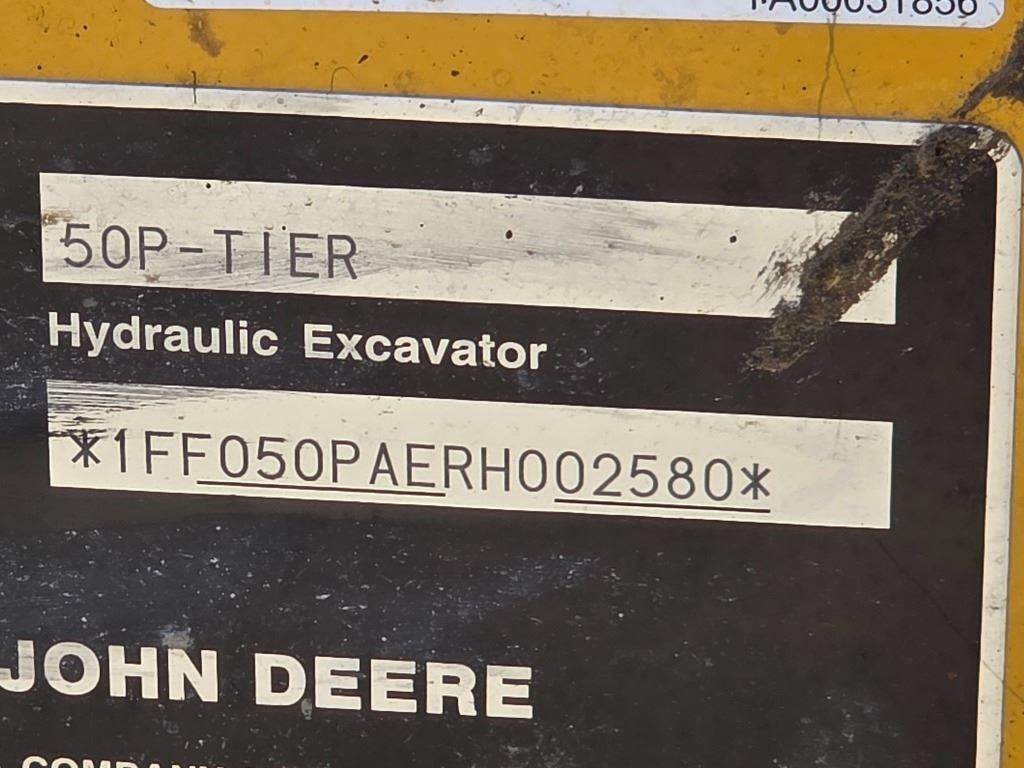 50P-TIER
Hydraulic Excavator
*1FF050PAERH002580*
JOHN DEERE